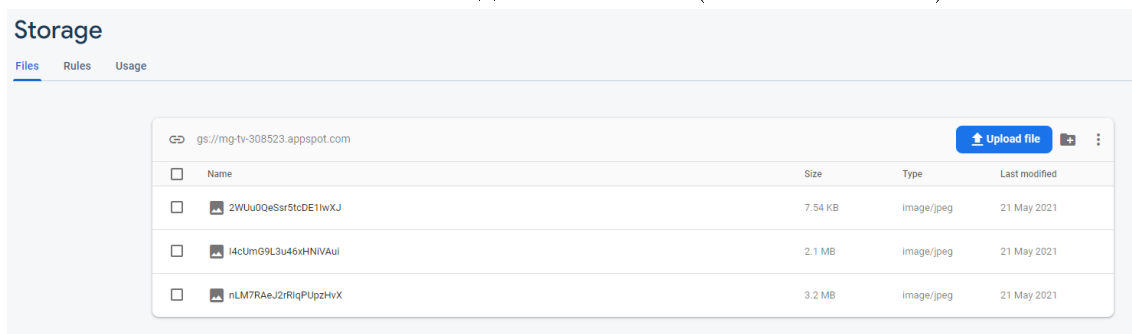 Storage
Files Rules Usage
gs://mg-tv-308523.appspot.com Upload file
Name Size Type Last modified
2WUu0QeSsr5tcDE1IwXJ 7.54 KB image/jpeg 21 May 2021
I4cUmG9L3u46xHNiVAui 2.1 MB image/jpeg 21 May 2021
nLM7RAeJ2rRlqPUpzHvX 3.2 MB image/jpeg 21 May 2021